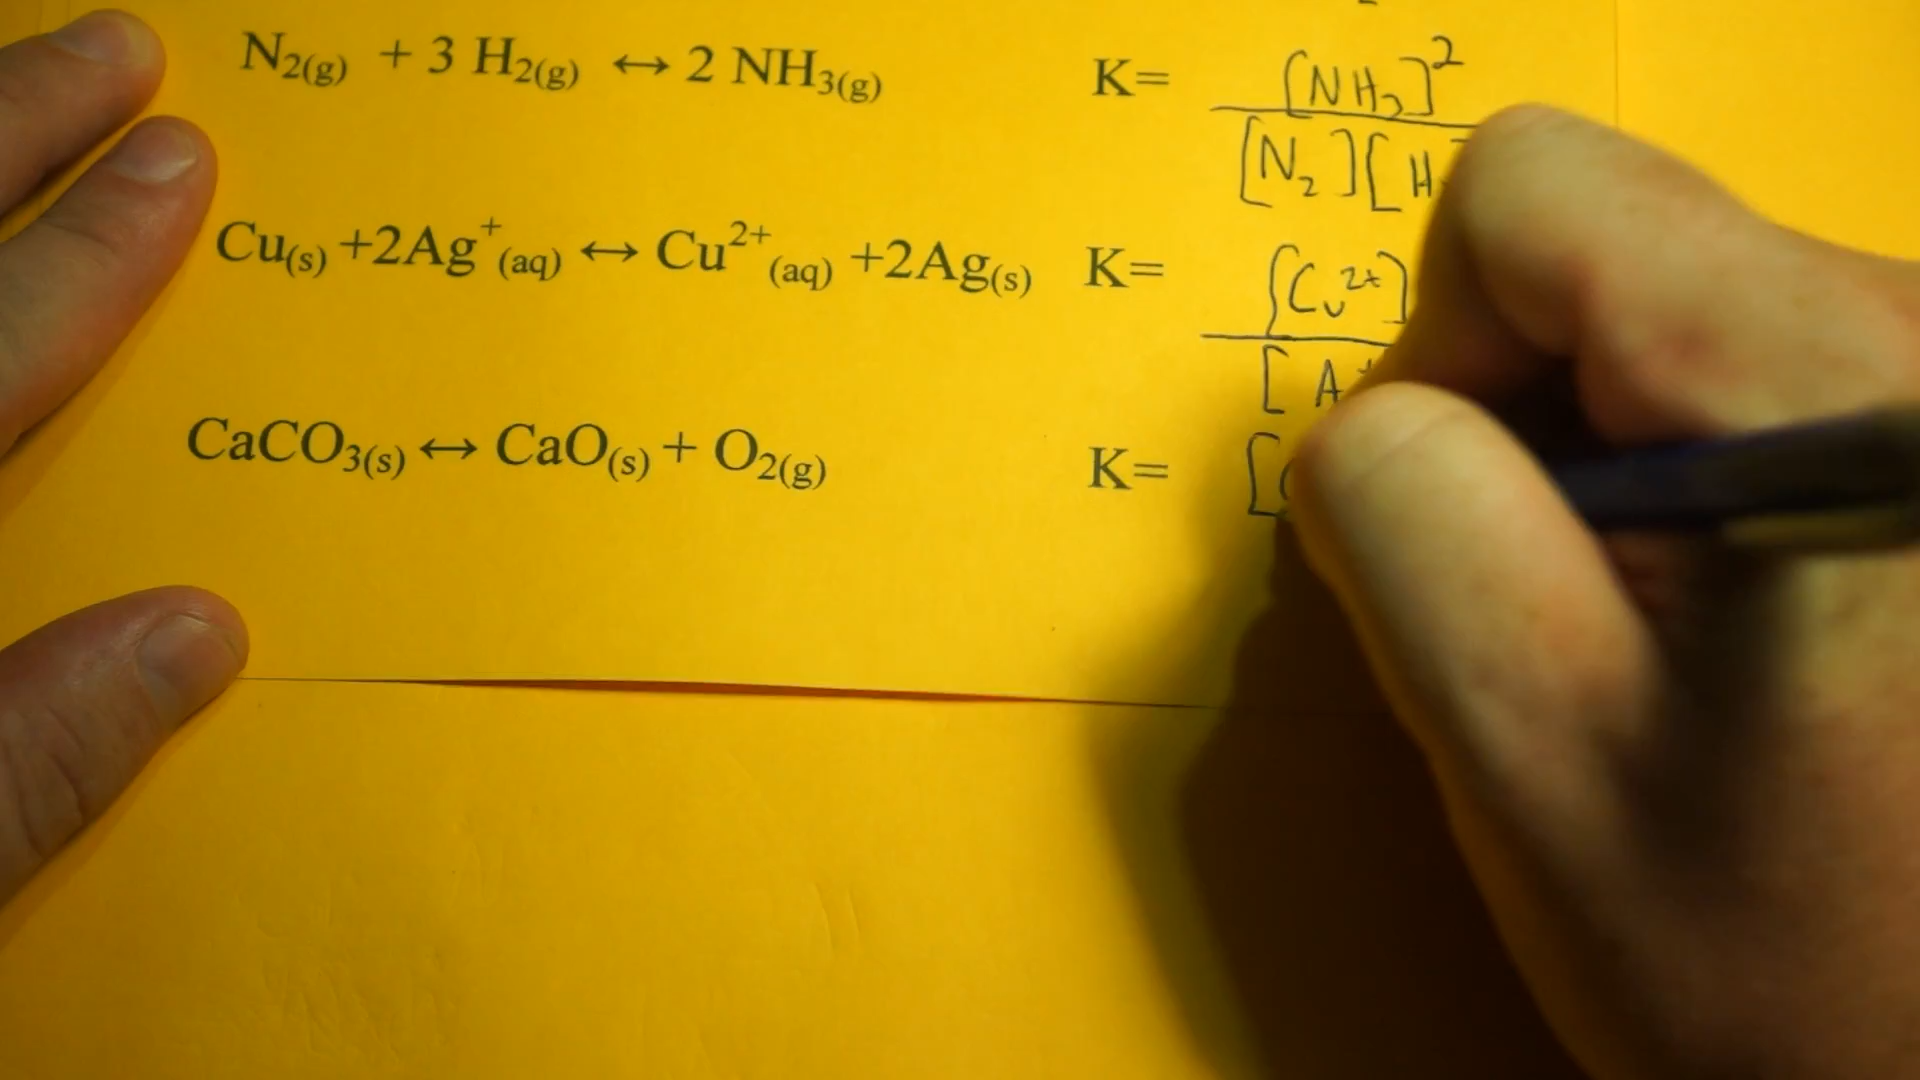 N2(g) + 3 H2(g) ↔ 2 NH3(g) K= [NH3]²
[N2][H
Cu(s) +2Ag⁺(aq) ↔ Cu²⁺(aq) +2Ag(s) K= [Cu²⁺]
[A
CaCO3(s) ↔ CaO(s) + O2(g) K= [